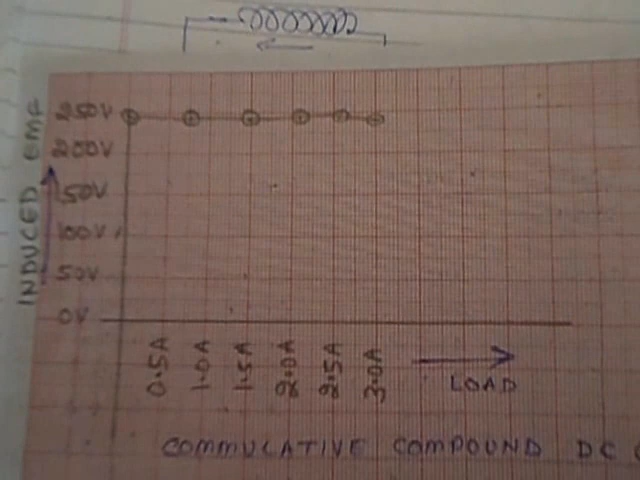 INDUCED EMF
250V
200V
150V
100V
50V
0V
0.5A
1.0A
1.5A
2.0A
2.5A
3.0A
LOAD
COMMULATIVE COMPOUND DC